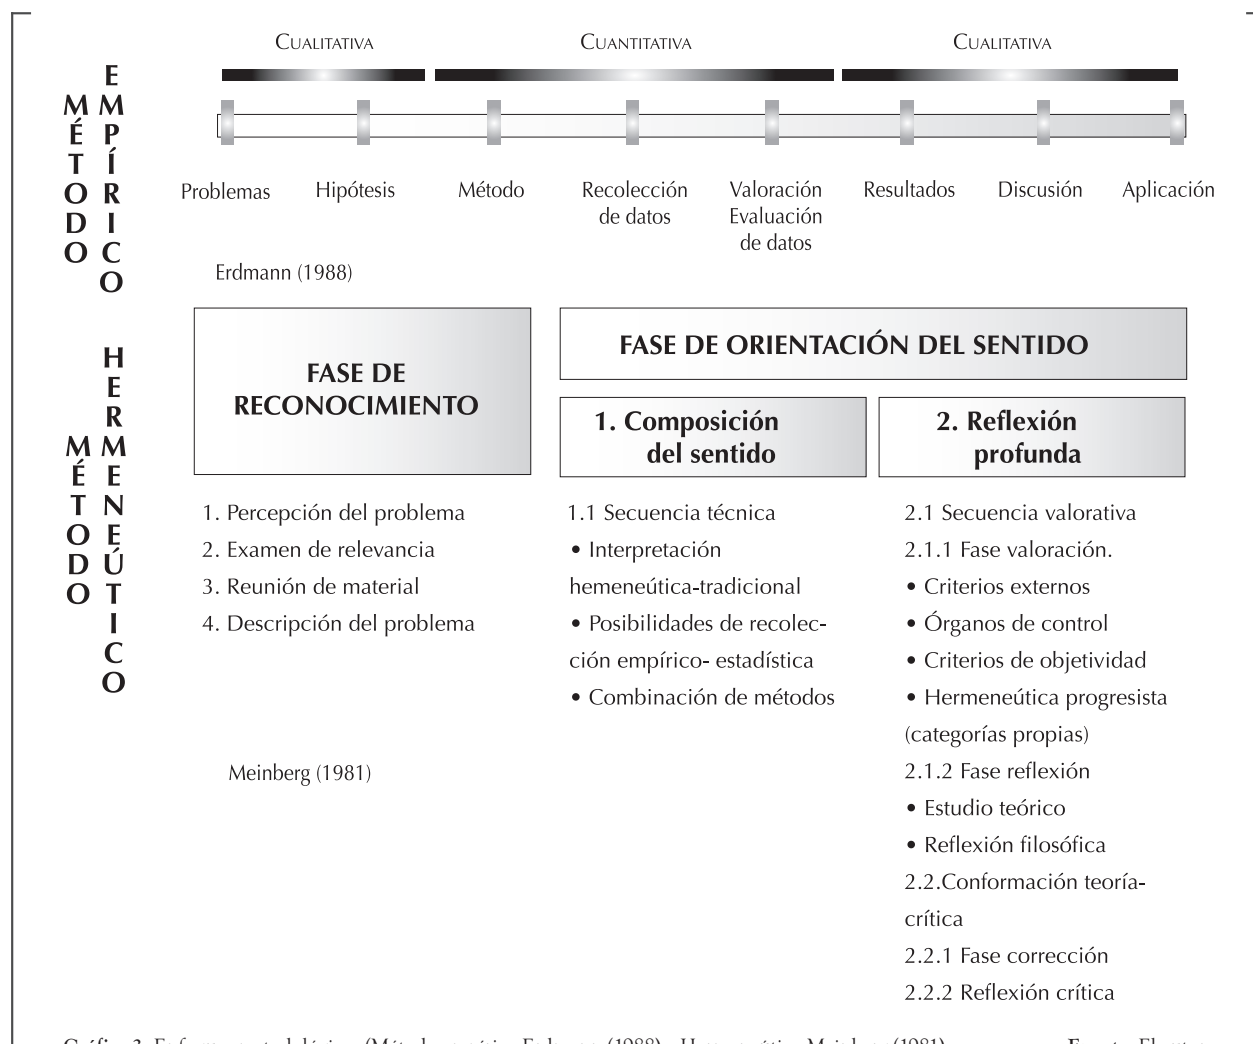 CUALITATIVA CUANTITATIVA CUALITATIVA
MÉTODO EMPÍRICO
Problemas Hipótesis Método Recolección de datos Valoración Evaluación de datos Resultados Discusión Aplicación
Erdmann (1988)
MÉTODO HERMENEÚTICO
FASE DE
RECONOCIMIENTO
1. Percepción del problema
2. Examen de relevancia
3. Reunión de material
4. Descripción del problema
Meinberg (1981)
FASE DE ORIENTACIÓN DEL SENTIDO
1. Composición
del sentido
1.1 Secuencia técnica
• Interpretación
hemeneútica-tradicional
• Posibilidades de recolec-
ción empírico- estadística
• Combinación de métodos
2. Reflexión
profunda
2.1 Secuencia valorativa
2.1.1 Fase valoración.
• Criterios externos
• Órganos de control
• Criterios de objetividad
• Hermeneútica progresista
(categorías propias)
2.1.2 Fase reflexión
• Estudio teórico
• Reflexión filosófica
2.2.Conformación teoría-
crítica
2.2.1 Fase corrección
2.2.2 Reflexión crítica